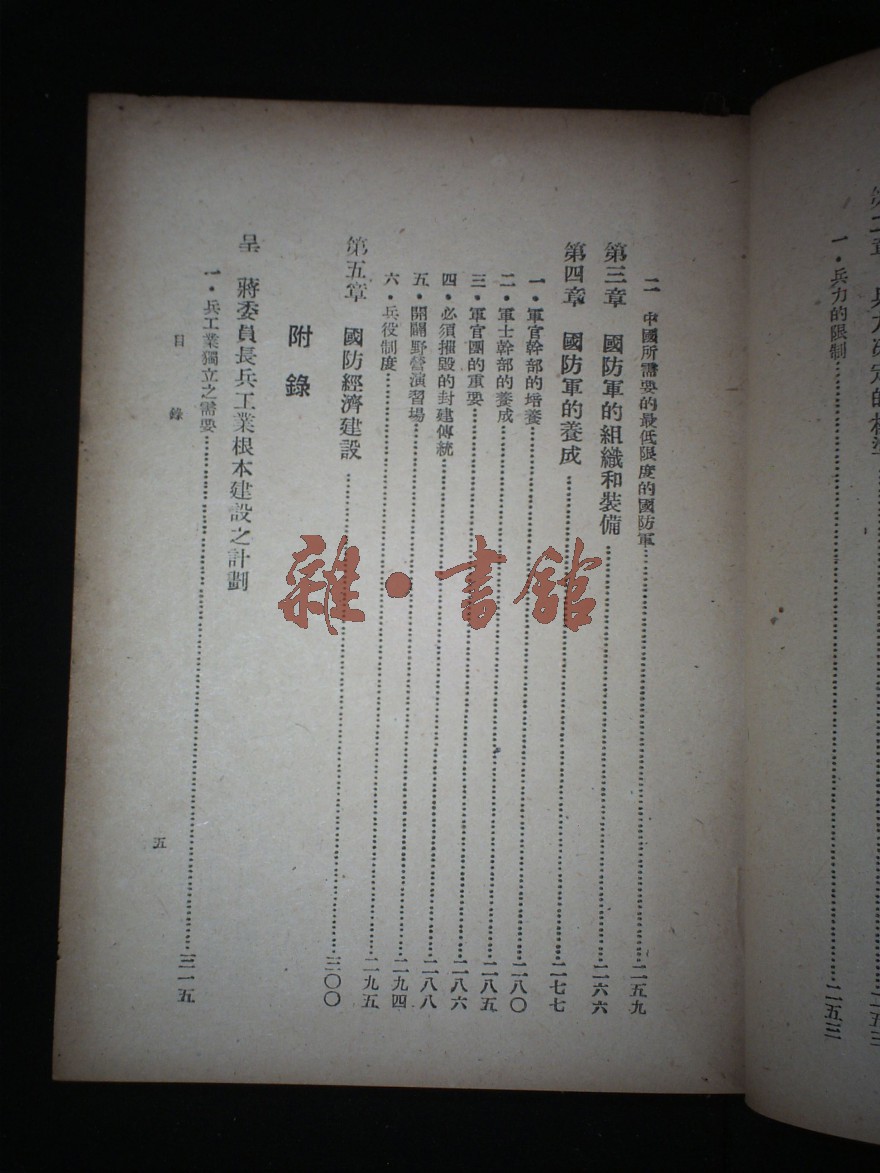 一・兵力的限制……二五三
二　中國所需要的最低限度的國防軍……二五九
第三章　國防軍的組織和裝備……二六六
第四章　國防軍的養成……二七七
一・軍官幹部的培養……二八〇
二・軍士幹部的養成……二八五
三・軍官團的重要……二八六
四・必須摧毀的封建傳統……二八八
五・開闢野營演習場……二九四
六・兵役制度……二九五
第五章　國防經濟建設……三〇〇
附錄
呈　蔣委員長兵工業根本建設之計劃
一・兵工業獨立之需要……三一五
目　錄
五
雜・書館